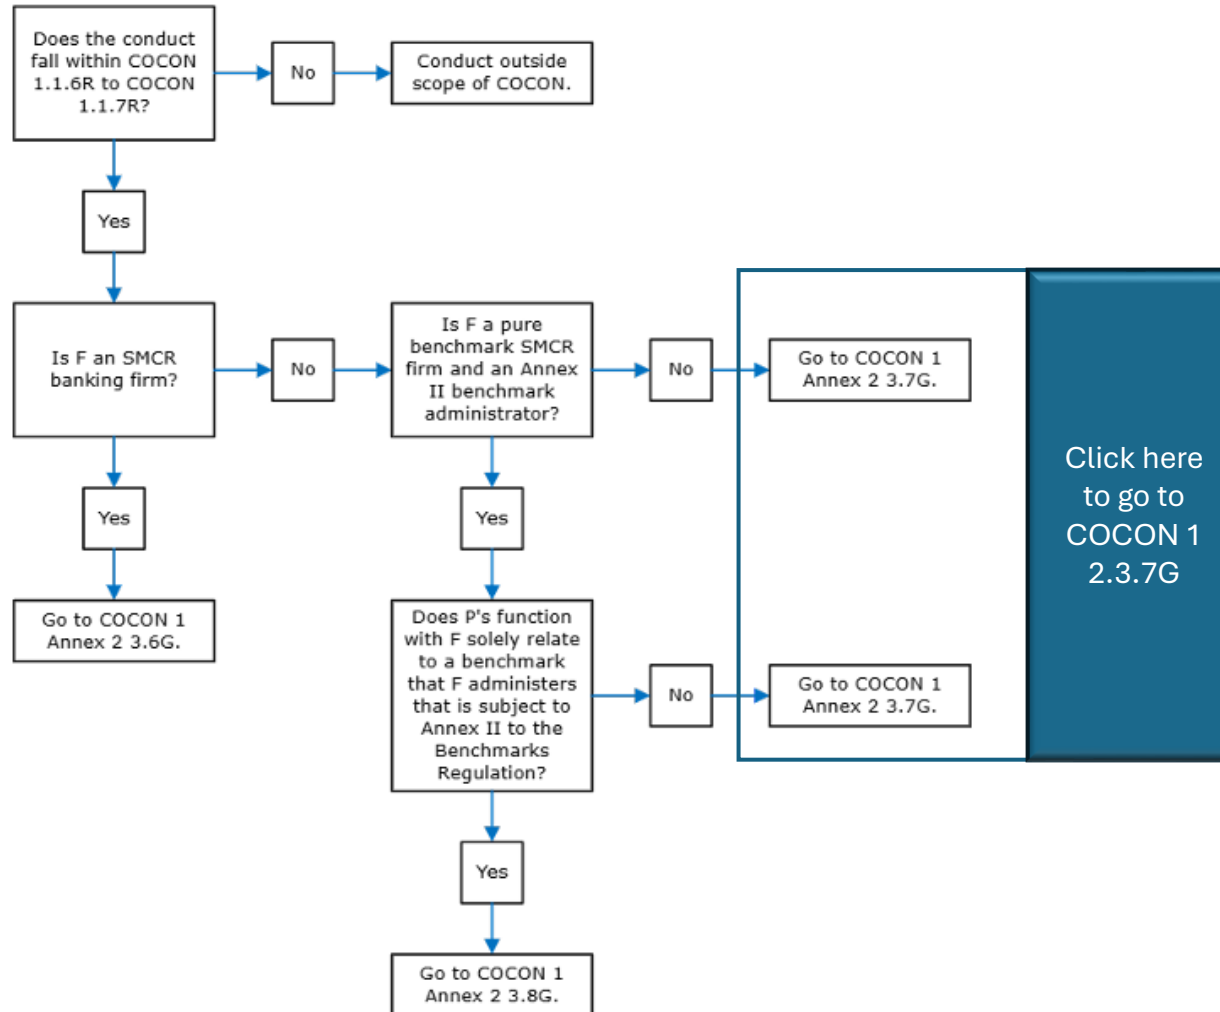 Does the conduct
fall within COCON
1.1.6R to COCON
1.1.7R?
No
Conduct outside
scope of COCON.
Yes
Is F an SMCR
banking firm?
No
Is F a pure
benchmark SMCR
firm and an Annex
II benchmark
administrator?
No
Go to COCON 1
Annex 2 3.7G.
Click here
to go to
COCON 1
2.3.7G
Yes
Go to COCON 1
Annex 2 3.6G.
Yes
Does P's function
with F solely relate
to a benchmark
that F administers
that is subject to
Annex II to the
Benchmarks
Regulation?
No
Go to COCON 1
Annex 2 3.7G.
Yes
Go to COCON 1
Annex 2 3.8G.